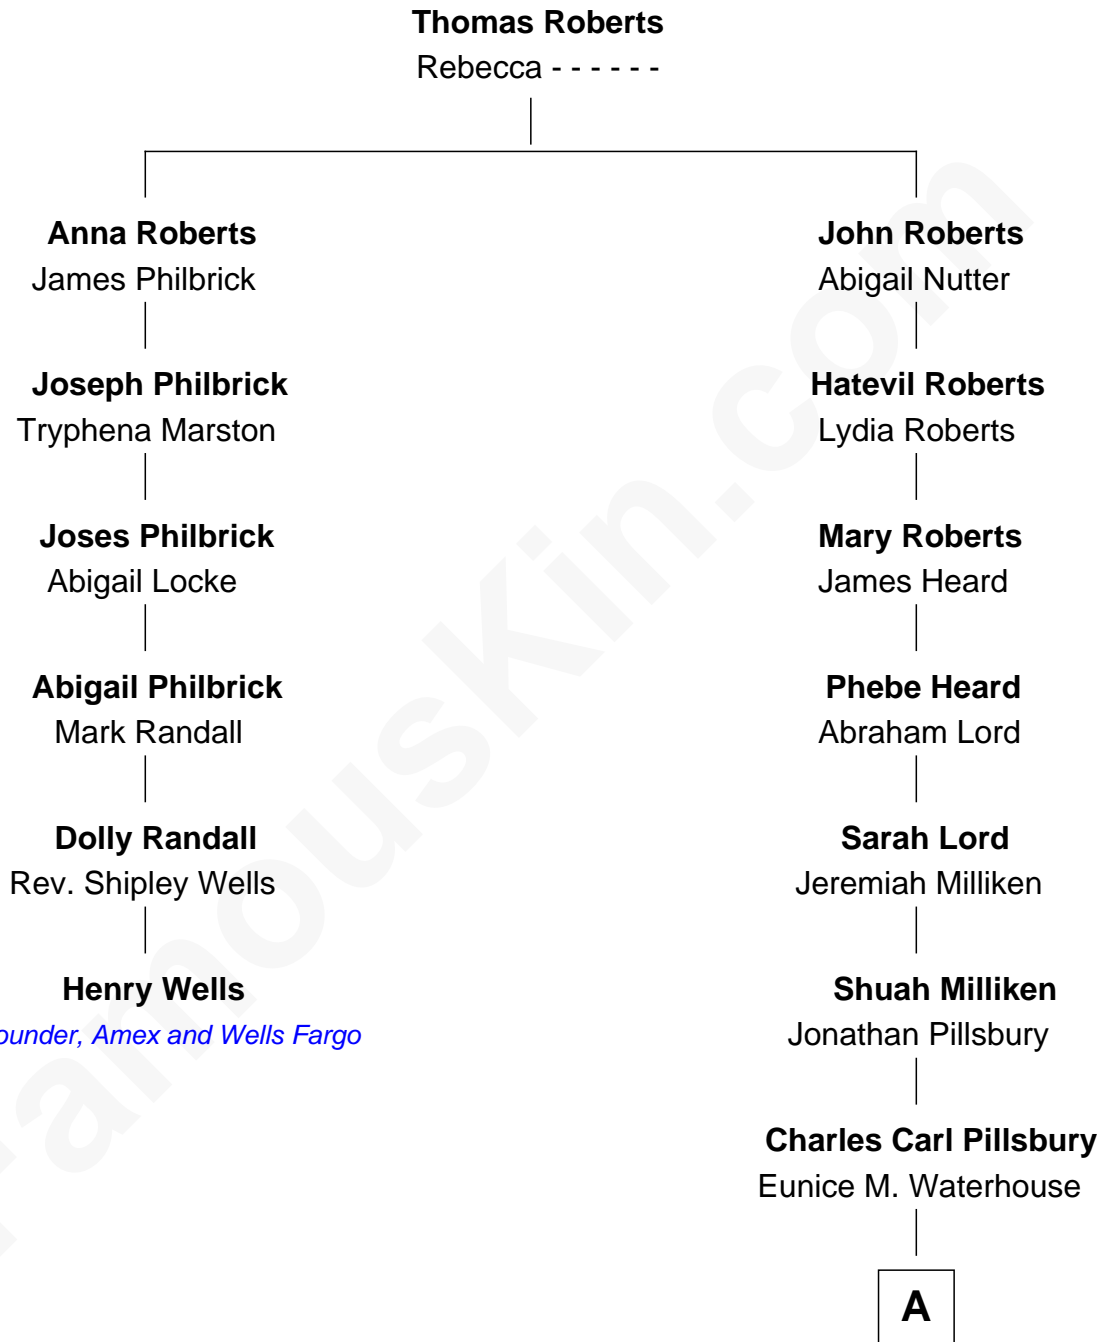 Thomas Roberts
Rebecca - - - - - -
Anna Roberts
James Philbrick
John Roberts
Abigail Nutter
Joseph Philbrick
Tryphena Marston
Hatevil Roberts
Lydia Roberts
Joses Philbrick
Abigail Locke
Mary Roberts
James Heard
Abigail Philbrick
Mark Randall
Phebe Heard
Abraham Lord
Dolly Randall
Rev. Shipley Wells
Sarah Lord
Jeremiah Milliken
Henry Wells
ounder, Amex and Wells Fargo
Shuah Milliken
Jonathan Pillsbury
Charles Carl Pillsbury
Eunice M. Waterhouse
A
FamousKin.com